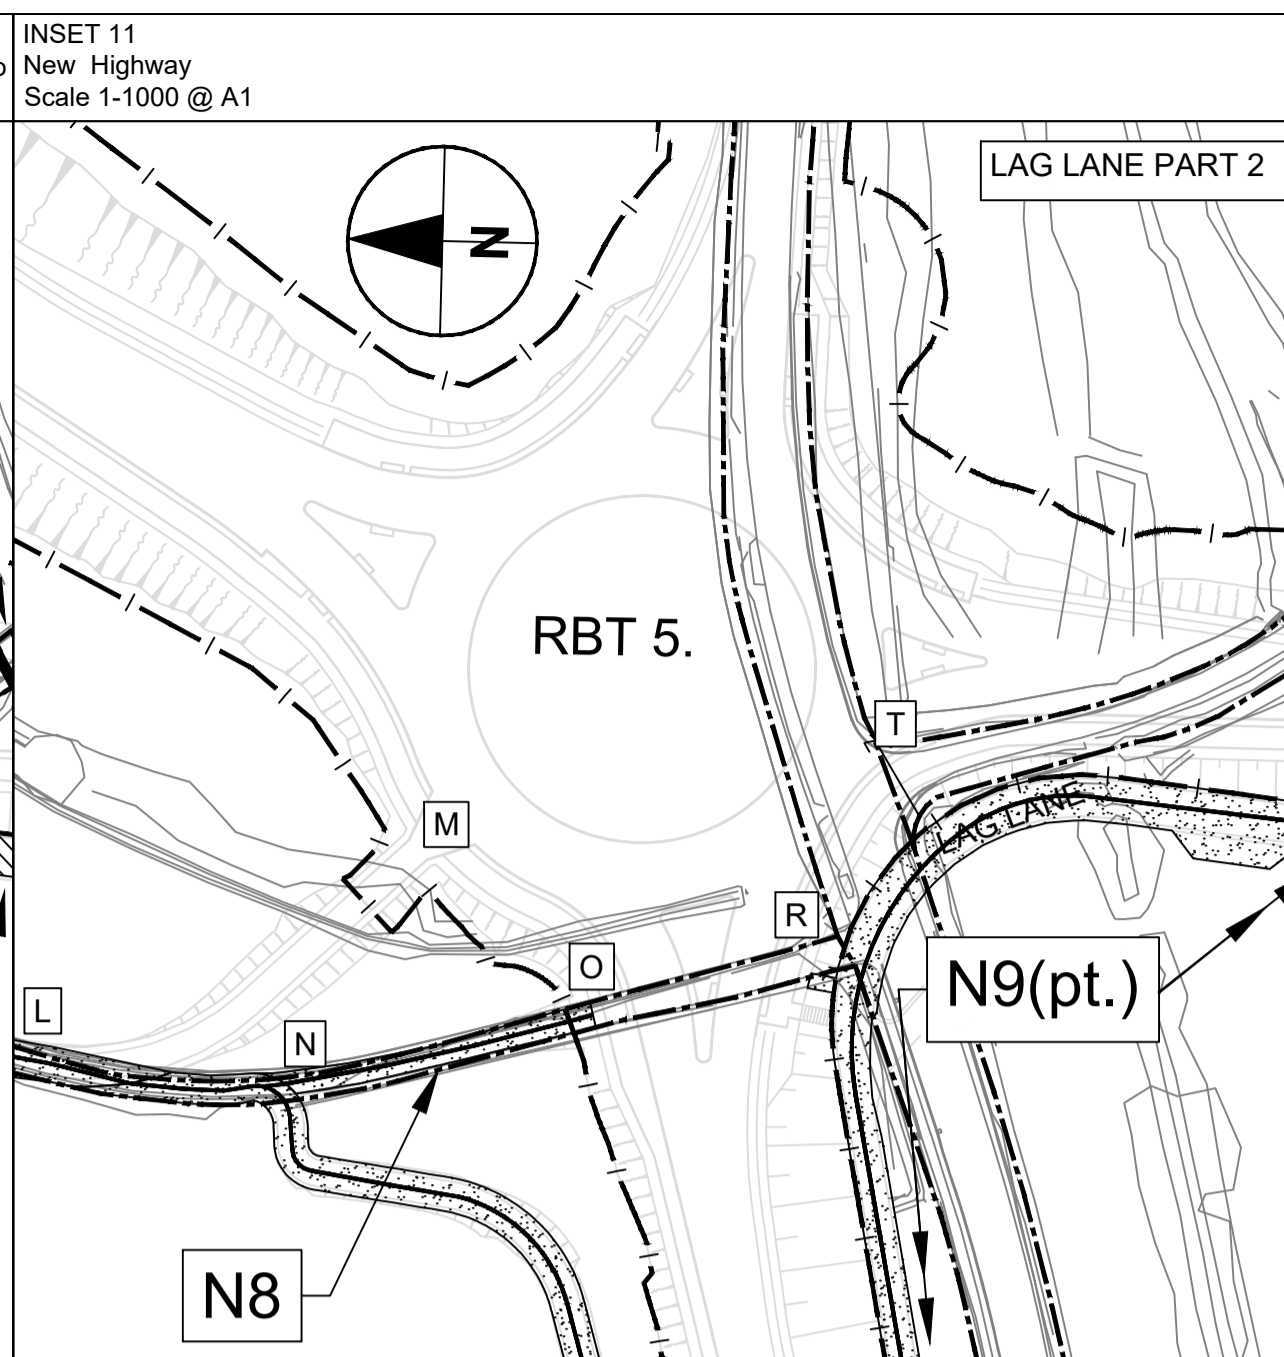 INSET 11
New Highway
Scale 1-1000 @ A1
LAG LANE PART 2
N
RBT 5.
T
M
LAG LANE
R
O
N9(pt.)
L
N
N8